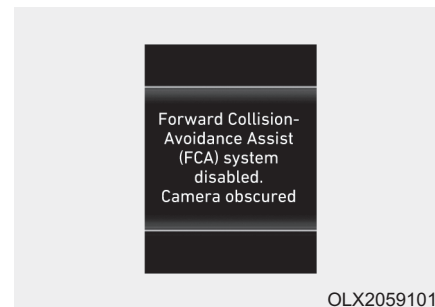 Forward Collision-
Avoidance Assist
(FCA) system
disabled.
Camera obscured
OLX2059101